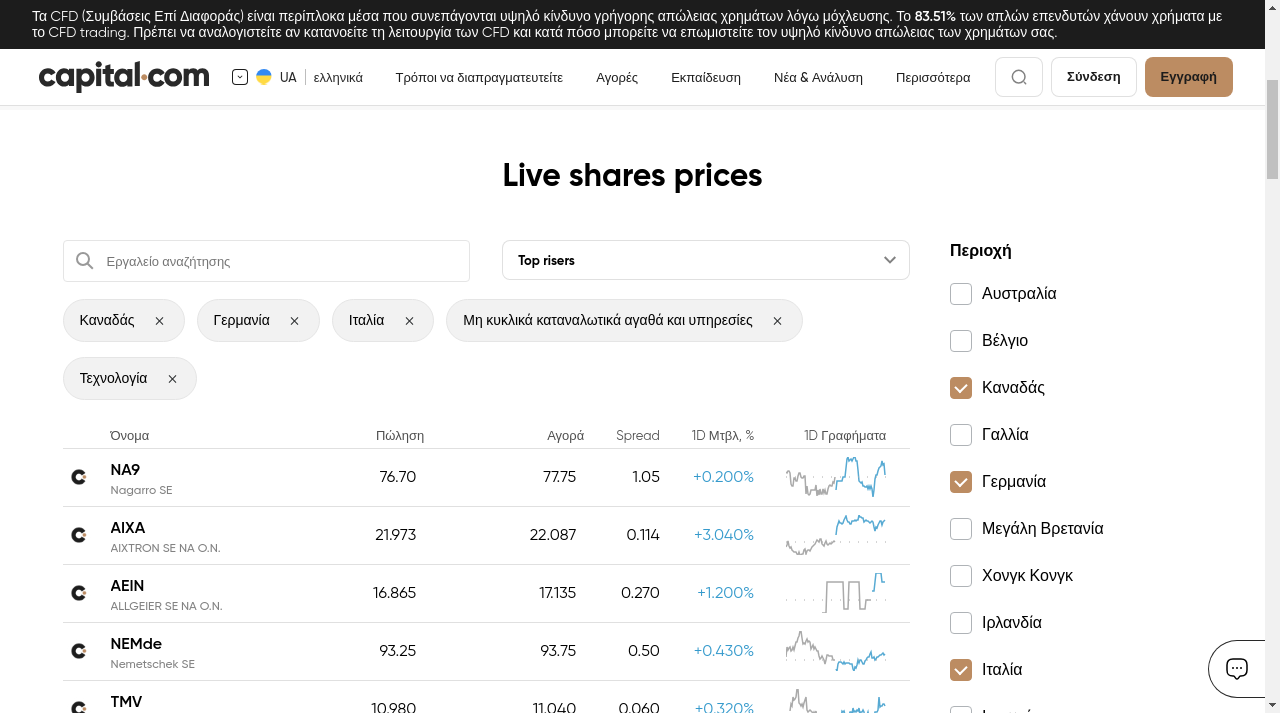 Τα CFD (Συμβάσεις Επί Διαφοράς) είναι περίπλοκα μέσα που συνεπάγονται υψηλό κίνδυνο γρήγορης απώλειας χρημάτων λόγω μόχλευσης. Το 83.51% των απλών επενδυτών χάνουν χρήματα με
το CFD trading. Πρέπει να αναλογιστείτε αν κατανοείτε τη λειτουργία των CFD και κατά πόσο μπορείτε να επωμιστείτε τον υψηλό κίνδυνο απώλειας των χρημάτων σας.
capital.com UA ελληνικά Τρόποι να διαπραγματευτείτε Αγορές Εκπαίδευση Νέα & Ανάλυση Περισσότερα Σύνδεση Εγγραφή
Live shares prices
Εργαλείο αναζήτησης Top risers
Καναδάς Γερμανία Ιταλία Μη κυκλικά καταναλωτικά αγαθά και υπηρεσίες
Τεχνολογία
Όνομα Πώληση Αγορά Spread 1D Μτβλ, % 1D Γραφήματα
NA9 76.70 77.75 1.05 +0.200%
Nagarro SE
AIXA 21.973 22.087 0.114 +3.040%
AIXTRON SE NA O.N.
AEIN 16.865 17.135 0.270 +1.200%
ALLGEIER SE NA O.N.
NEMde 93.25 93.75 0.50 +0.430%
Nemetschek SE
TMV 10.980 11.040 0.060 +0.320%
Περιοχή
Αυστραλία
Βέλγιο
Καναδάς
Γαλλία
Γερμανία
Μεγάλη Βρετανία
Χονγκ Κονγκ
Ιρλανδία
Ιταλία